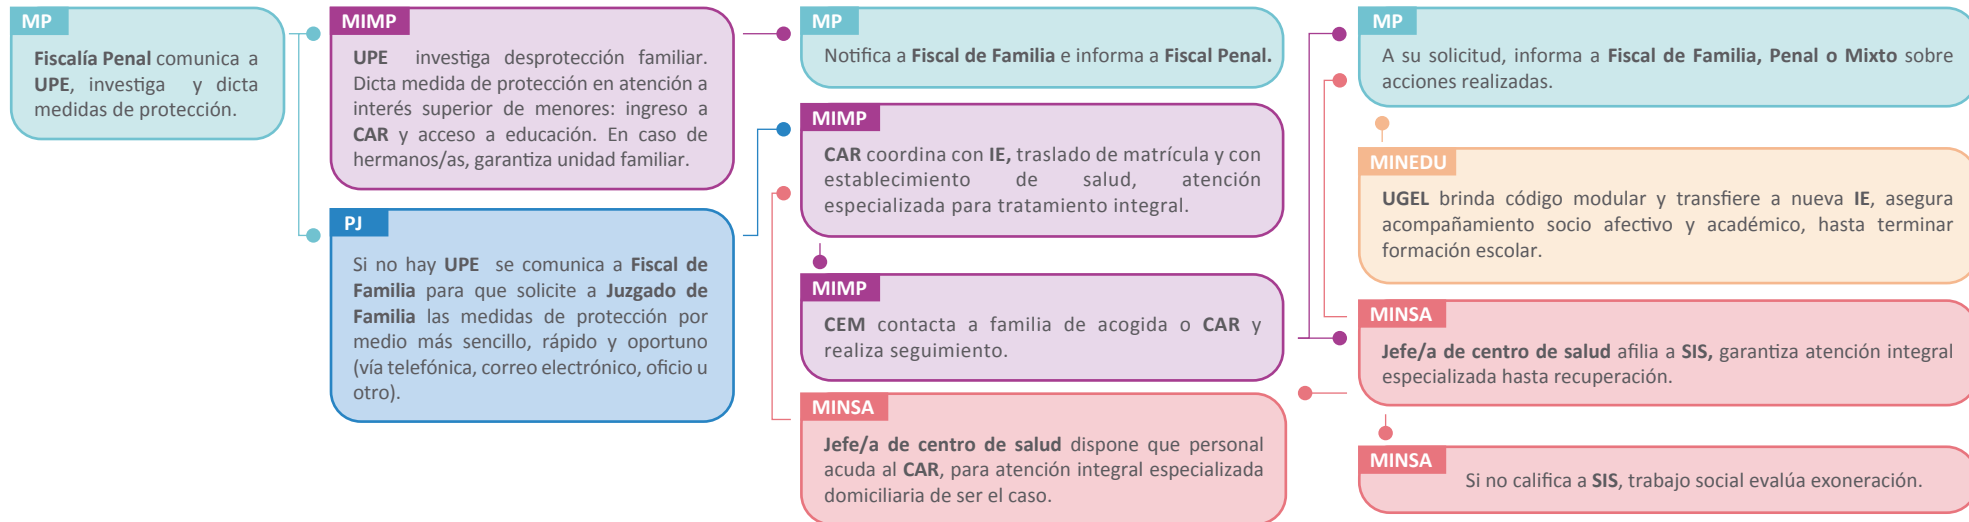 MP
Fiscalía Penal comunica a
UPE, investiga y dicta
medidas de protección.
MIMP
UPE investiga desprotección familiar.
Dicta medida de protección en atención a
interés superior de menores: ingreso a
CAR y acceso a educación. En caso de
hermanos/as, garantiza unidad familiar.
PJ
Si no hay UPE se comunica a Fiscal de
Familia para que solicite a Juzgado de
Familia las medidas de protección por
medio más sencillo, rápido y oportuno
(vía telefónica, correo electrónico, oficio u
otro).
MP
Notifica a Fiscal de Familia e informa a Fiscal Penal.
MIMP
CAR coordina con IE, traslado de matrícula y con
establecimiento de salud, atención
especializada para tratamiento integral.
MIMP
CEM contacta a familia de acogida o CAR y
realiza seguimiento.
MINSA
Jefe/a de centro de salud dispone que personal
acuda al CAR, para atención integral especializada
domiciliaria de ser el caso.
MP
A su solicitud, informa a Fiscal de Familia, Penal o Mixto sobre
acciones realizadas.
MINEDU
UGEL brinda código modular y transfiere a nueva IE, asegura
acompañamiento socio afectivo y académico, hasta terminar
formación escolar.
MINSA
Jefe/a de centro de salud afilia a SIS, garantiza atención integral
especializada hasta recuperación.
MINSA
Si no califica a SIS, trabajo social evalúa exoneración.